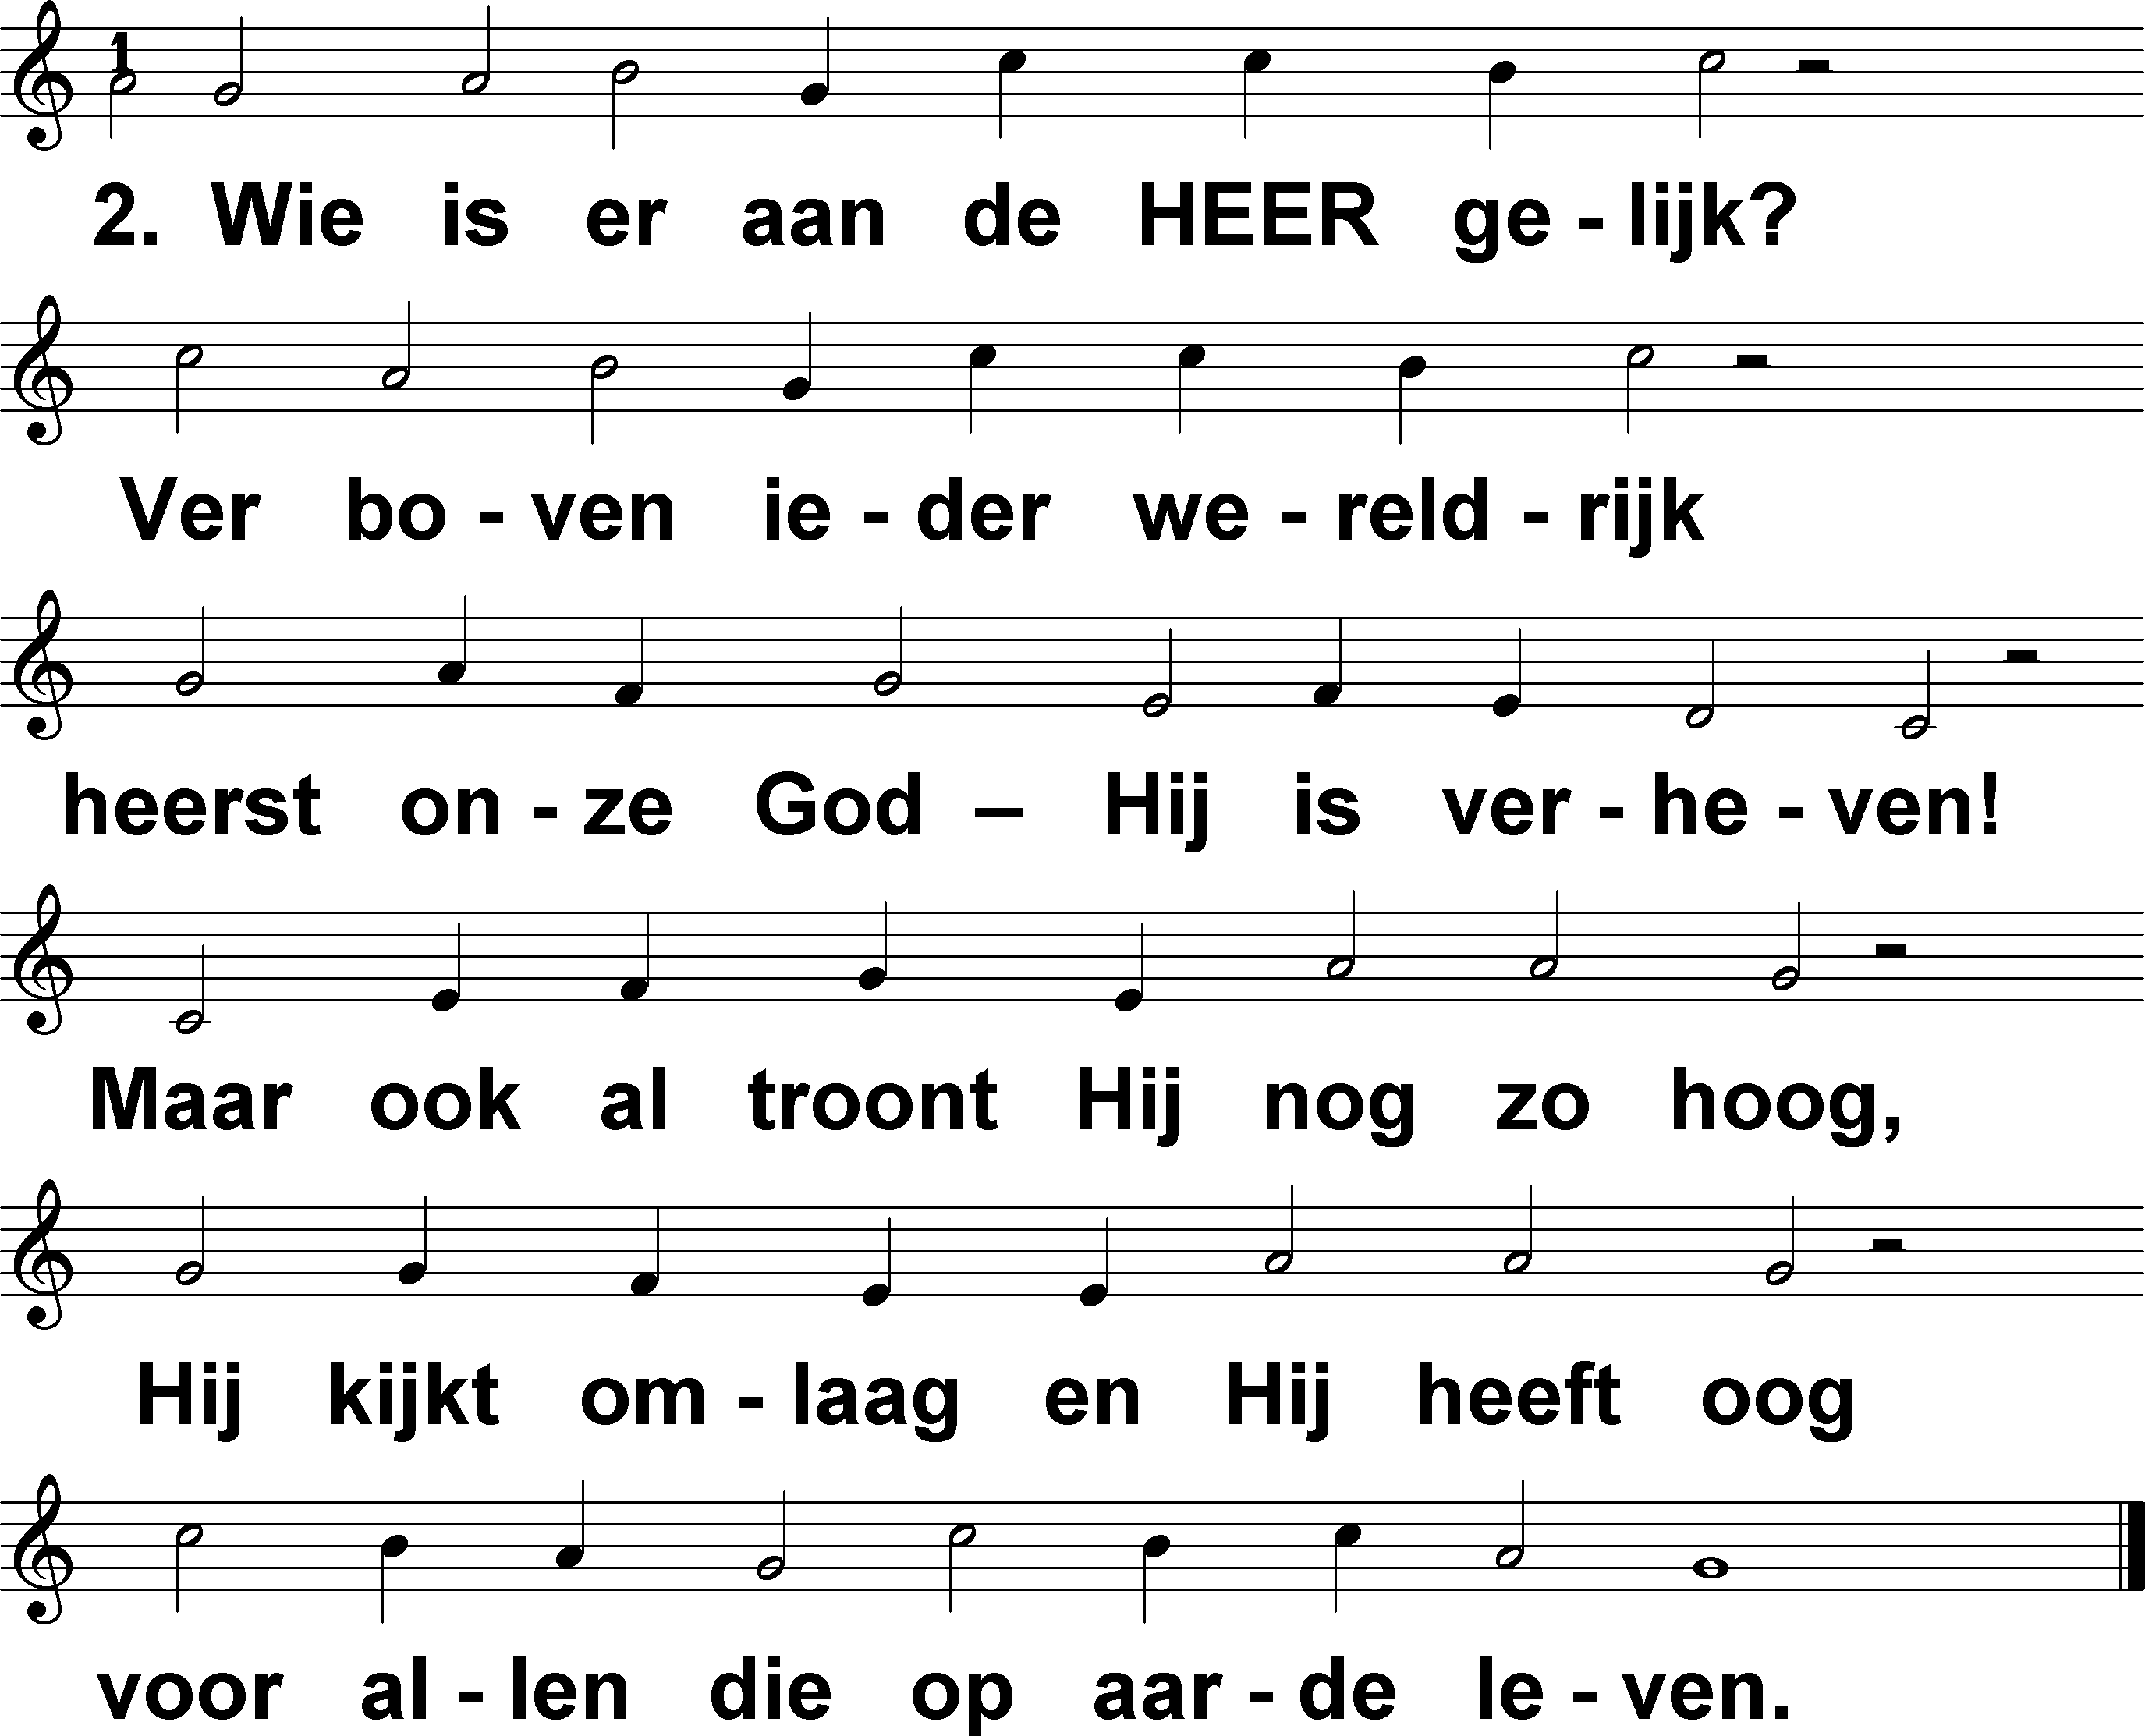 1
2. Wie is er aan de HEER ge - lijk?
Ver bo - ven ie - der we - reld - rijk
heerst on - ze God – Hij is ver - he - ven!
Maar ook al troont Hij nog zo hoog,
Hij kijkt om - laag en Hij heeft oog
voor al - len die op aar - de le - ven.